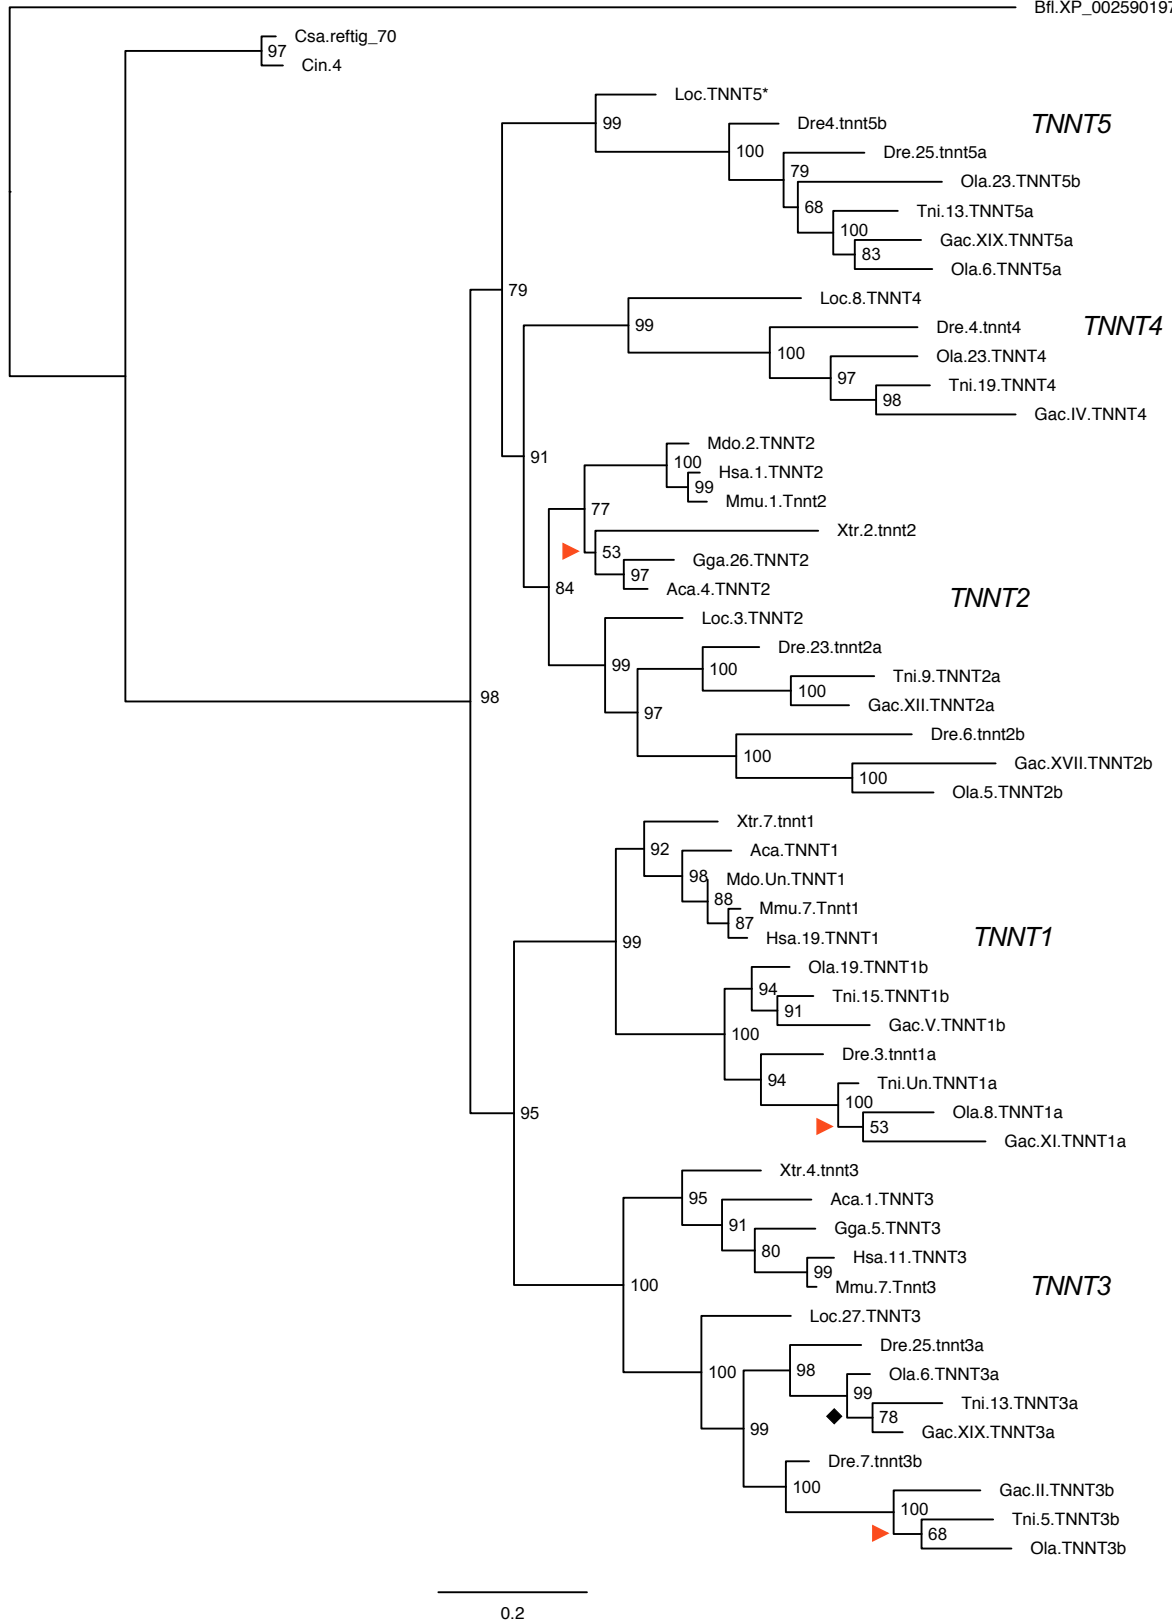 Bfl.XP_002590197
Csa.reftig_70
97
Cin.4
Loc.TNNT5*
99
Dre4.tnnt5b
TNNT5
100
Dre.25.tnnt5a
79
Ola.23.TNNT5b
68
Tni.13.TNNT5a
100
Gac.XIX.TNNT5a
83
Ola.6.TNNT5a
79
Loc.8.TNNT4
99
Dre.4.tnnt4
TNNT4
100
Ola.23.TNNT4
97
Tni.19.TNNT4
98
Gac.IV.TNNT4
91
Mdo.2.TNNT2
100
Hsa.1.TNNT2
99
Mmu.1.Tnnt2
77
Xtr.2.tnnt2
53
Gga.26.TNNT2
97
Aca.4.TNNT2
84
TNNT2
Loc.3.TNNT2
99
Dre.23.tnnt2a
100
Tni.9.TNNT2a
100
Gac.XII.TNNT2a
97
Dre.6.tnnt2b
100
Gac.XVII.TNNT2b
100
Ola.5.TNNT2b
98
Xtr.7.tnnt1
92
Aca.TNNT1
98
Mdo.Un.TNNT1
88
Mmu.7.Tnnt1
87
Hsa.19.TNNT1
99
TNNT1
Ola.19.TNNT1b
94
Tni.15.TNNT1b
91
Gac.V.TNNT1b
100
Dre.3.tnnt1a
94
Tni.Un.TNNT1a
100
Ola.8.TNNT1a
53
Gac.XI.TNNT1a
95
Xtr.4.tnnt3
95
Aca.1.TNNT3
91
Gga.5.TNNT3
80
Hsa.11.TNNT3
99
Mmu.7.Tnnt3
100
TNNT3
Loc.27.TNNT3
100
Dre.25.tnnt3a
98
Ola.6.TNNT3a
99
Tni.13.TNNT3a
78
Gac.XIX.TNNT3a
99
Dre.7.tnnt3b
100
Gac.II.TNNT3b
100
Tni.5.TNNT3b
68
Ola.TNNT3b
0.2